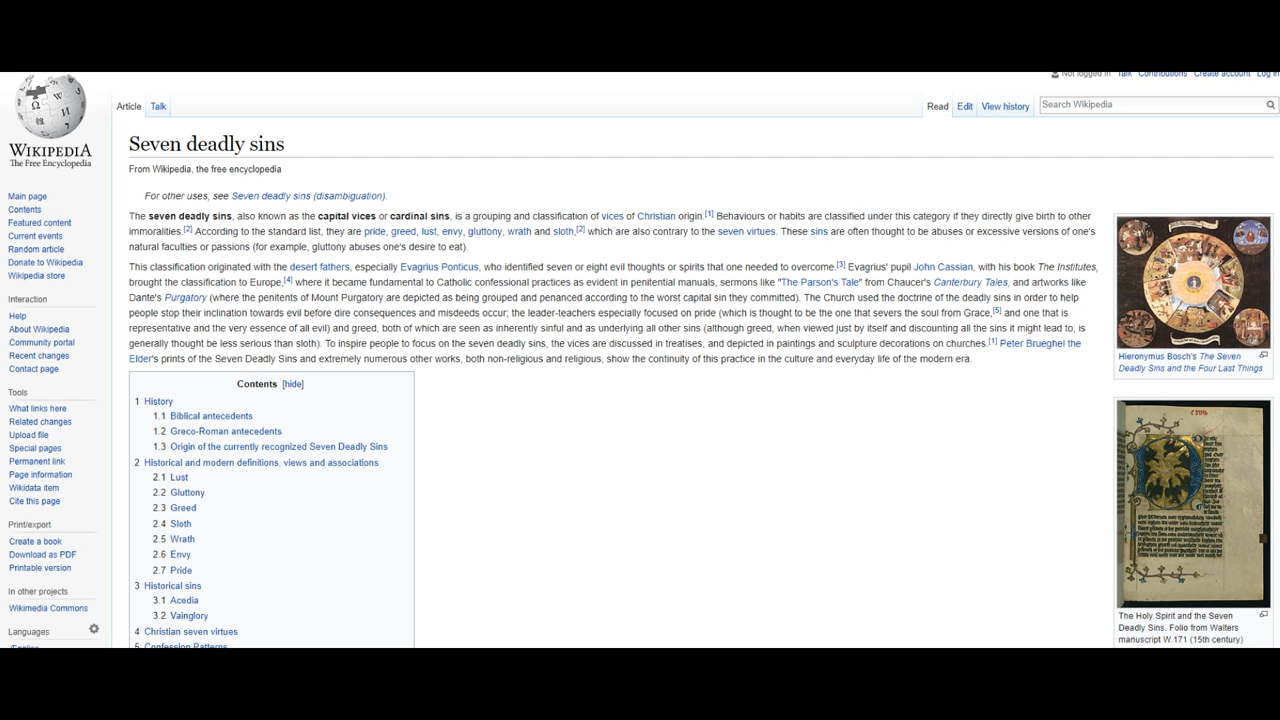 Not logged in Talk Contributions Create account Log in
Article Talk
Read Edit View history
Search Wikipedia
WIKIPEDIA
The Free Encyclopedia
Main page
Contents
Featured content
Current events
Random article
Donate to Wikipedia
Wikipedia store
Interaction
Help
About Wikipedia
Community portal
Recent changes
Contact page
Tools
What links here
Related changes
Upload file
Special pages
Permanent link
Page information
Wikidata item
Cite this page
Print/export
Create a book
Download as PDF
Printable version
In other projects
Wikimedia Commons
Languages
Seven deadly sins
From Wikipedia, the free encyclopedia
For other uses, see Seven deadly sins (disambiguation).
The seven deadly sins, also known as the capital vices or cardinal sins, is a grouping and classification of vices of Christian origin.[1] Behaviours or habits are classified under this category if they directly give birth to other
immoralities.[2] According to the standard list, they are pride, greed, lust, envy, gluttony, wrath and sloth,[2] which are also contrary to the seven virtues. These sins are often thought to be abuses or excessive versions of one's
natural faculties or passions (for example, gluttony abuses one's desire to eat).
This classification originated with the desert fathers, especially Evagrius Ponticus, who identified seven or eight evil thoughts or spirits that one needed to overcome.[3] Evagrius' pupil John Cassian, with his book The Institutes,
brought the classification to Europe,[4] where it became fundamental to Catholic confessional practices as evident in penitential manuals, sermons like "The Parson's Tale" from Chaucer's Canterbury Tales, and artworks like
Dante's Purgatory (where the penitents of Mount Purgatory are depicted as being grouped and penanced according to the worst capital sin they committed). The Church used the doctrine of the deadly sins in order to help
people stop their inclination towards evil before dire consequences and misdeeds occur; the leader-teachers especially focused on pride (which is thought to be the one that severs the soul from Grace,[5] and one that is
representative and the very essence of all evil) and greed, both of which are seen as inherently sinful and as underlying all other sins (although greed, when viewed just by itself and discounting all the sins it might lead to, is
generally thought be less serious than sloth). To inspire people to focus on the seven deadly sins, the vices are discussed in treatises, and depicted in paintings and sculpture decorations on churches.[1] Peter Brueghel the
Elder's prints of the Seven Deadly Sins and extremely numerous other works, both non-religious and religious, show the continuity of this practice in the culture and everyday life of the modern era.
Contents [hide]
1 History
1.1 Biblical antecedents
1.2 Greco-Roman antecedents
1.3 Origin of the currently recognized Seven Deadly Sins
2 Historical and modern definitions, views and associations
2.1 Lust
2.2 Gluttony
2.3 Greed
2.4 Sloth
2.5 Wrath
2.6 Envy
2.7 Pride
3 Historical sins
3.1 Acedia
3.2 Vainglory
4 Christian seven virtues
5 Confession Patterns
Hieronymus Bosch's The Seven
Deadly Sins and the Four Last Things
The Holy Spirit and the Seven
Deadly Sins. Folio from Walters
manuscript W.171 (15th century)